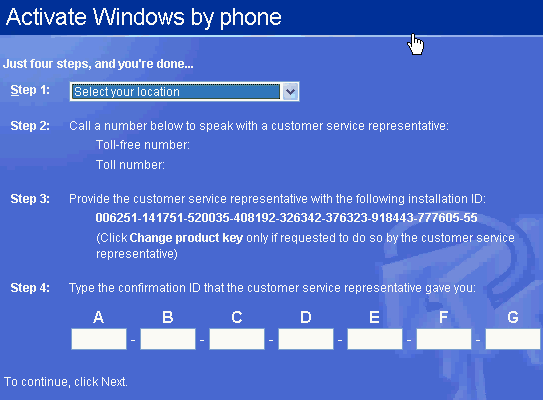 Activate Windows by phone
Just four steps, and you're done...
Step 1:
Select your location
Step 2:
Call a number below to speak with a customer service representative:
Toll-free number:
Toll number:
Step 3:
Provide the customer service representative with the following installation ID:
006251-141751-520035-408192-326342-376323-918443-777605-55
(Click Change product key only if requested to do so by the customer service
representative)
Step 4:
Type the confirmation ID that the customer service representative gave you:
A B C D E F G
- - - - - -
To continue, click Next.